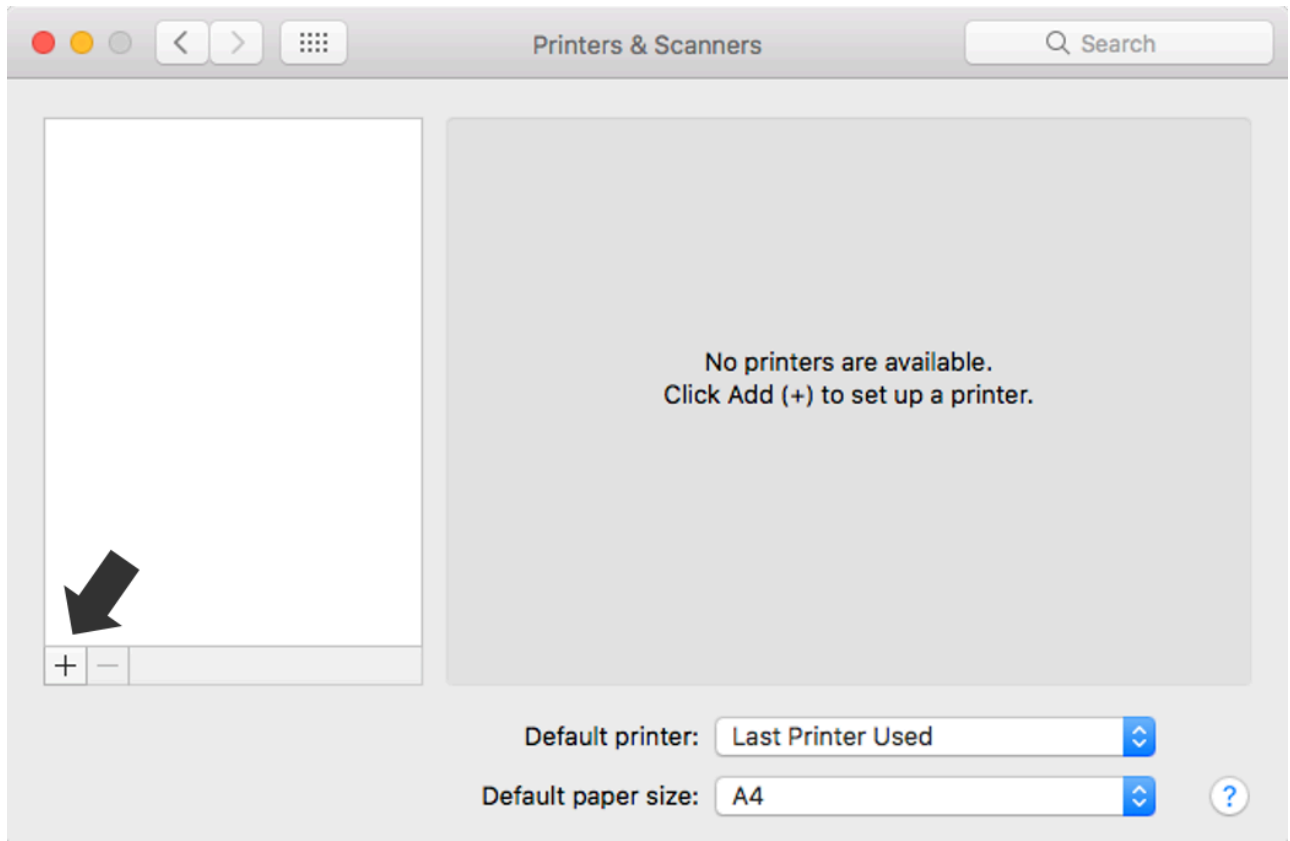 Printers & Scanners
Search
No printers are available.
Click Add (+) to set up a printer.
+ −
Default printer: Last Printer Used
Default paper size: A4
?